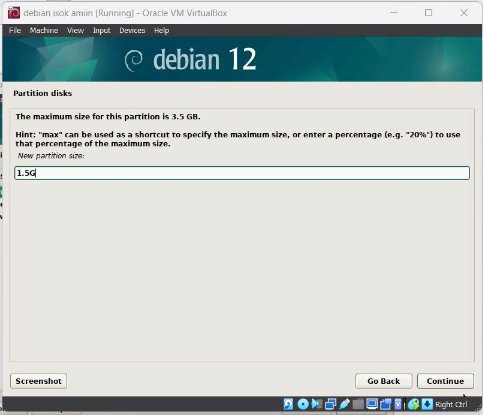 debian isok amiin [Running] - Oracle VM VirtualBox
File Machine View Input Devices Help
debian 12
Partition disks
The maximum size for this partition is 3.5 GB.
Hint: "max" can be used as a shortcut to specify the maximum size, or enter a percentage (e.g. "20%") to use
that percentage of the maximum size.
New partition size:
1.5G
Screenshot
Go Back
Continue
Right Ctrl